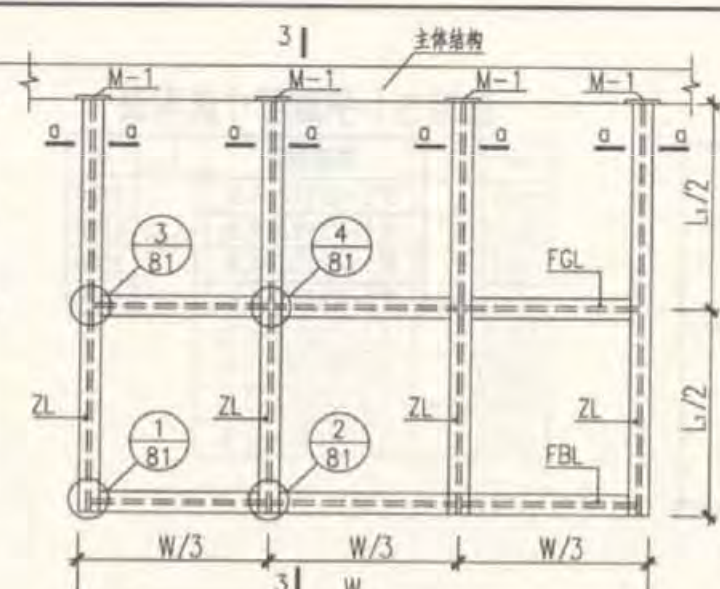 3 主体结构
M-1 M-1 M-1 M-1
a a a a a a a a
L₁/2
3 4
81 81
FGL
ZL ZL ZL ZL
L₁/2
1 2
81 81
FBL
W/3 W/3 W/3
3 W